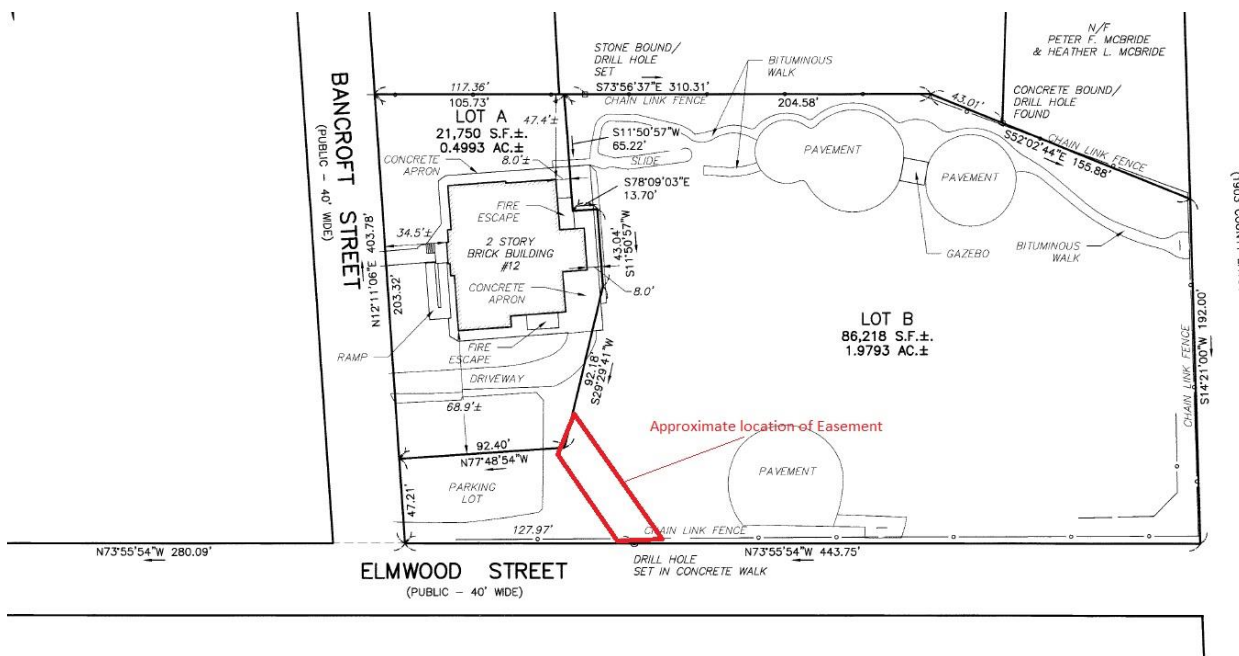 N/F
PETER F. MCBRIDE
& HEATHER L. MCBRIDE
STONE BOUND/
DRILL HOLE
SET
BITUMINOUS
WALK
117.36'
S73°56'37"E 310.31'
CHAIN LINK FENCE
105.73'
204.58'
43.01'
CONCRETE BOUND/
DRILL HOLE
FOUND
CHAIN LINK FENCE
S52°02'44"E 155.88'
BANCROFT STREET
(PUBLIC - 40' WIDE)
LOT A
21,750 S.F.±.
0.4993 AC.±
47.4'±
S11°50'57"W
65.22'
CONCRETE
APRON
8.0'±
SLIDE
PAVEMENT
PAVEMENT
S78°09'03"E
13.70'
FIRE
ESCAPE
34.5'±
2 STORY
BRICK BUILDING
#12
43.04'
S11°50'57"W
GAZEBO
BITUMINOUS
WALK
N12°11'06"E 403.78'
203.32'
CONCRETE
APRON
8.0'
LOT B
86,218 S.F.±.
1.9793 AC.±
CHAIN LINK FENCE
S14°21'00"W 192.00'
RAMP
FIRE
ESCAPE
DRIVEWAY
92.18'
S29°29'41"W
68.9'±
Approximate location of Easement
92.40'
N77°48'54"W
PARKING
LOT
47.21'
PAVEMENT
127.97'
CHAIN LINK FENCE
N73°55'54"W 280.09'
N73°55'54"W 443.75'
DRILL HOLE
SET IN CONCRETE WALK
ELMWOOD STREET
(PUBLIC - 40' WIDE)